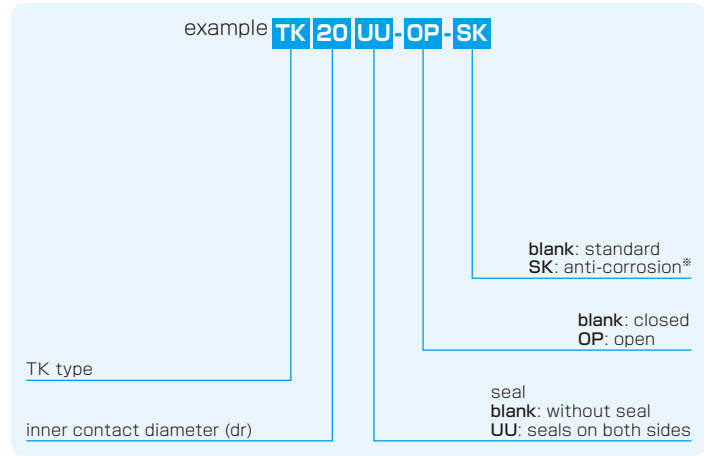 example TK 20 UU - OP - SK
blank: standard
SK: anti-corrosion※
blank: closed
OP: open
TK type
seal
blank: without seal
UU: seals on both sides
inner contact diameter (dr)